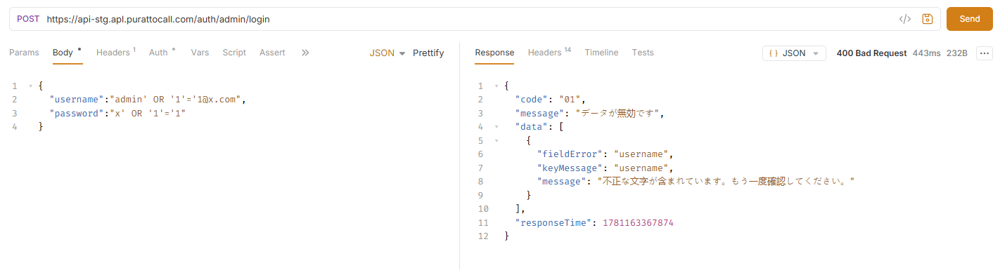 POST https://api-stg.apl.purattocall.com/auth/admin/login </> Send
Params Body Headers 1 Auth Vars Script Assert JSON Prettify
1 {
2 "username":"admin' OR '1'='1@x.com",
3 "password":"x' OR '1'='1"
4 }
Response Headers 14 Timeline Tests { } JSON 400 Bad Request 443ms 232B ...
1 {
2 "code": "01",
3 "message": "データが無効です",
4 "data": [
5 {
6 "fieldError": "username",
7 "keyMessage": "username",
8 "message": "不正な文字が含まれています。もう一度確認してください。"
9 }
10 ],
11 "responseTime": 1781163367874
12 }